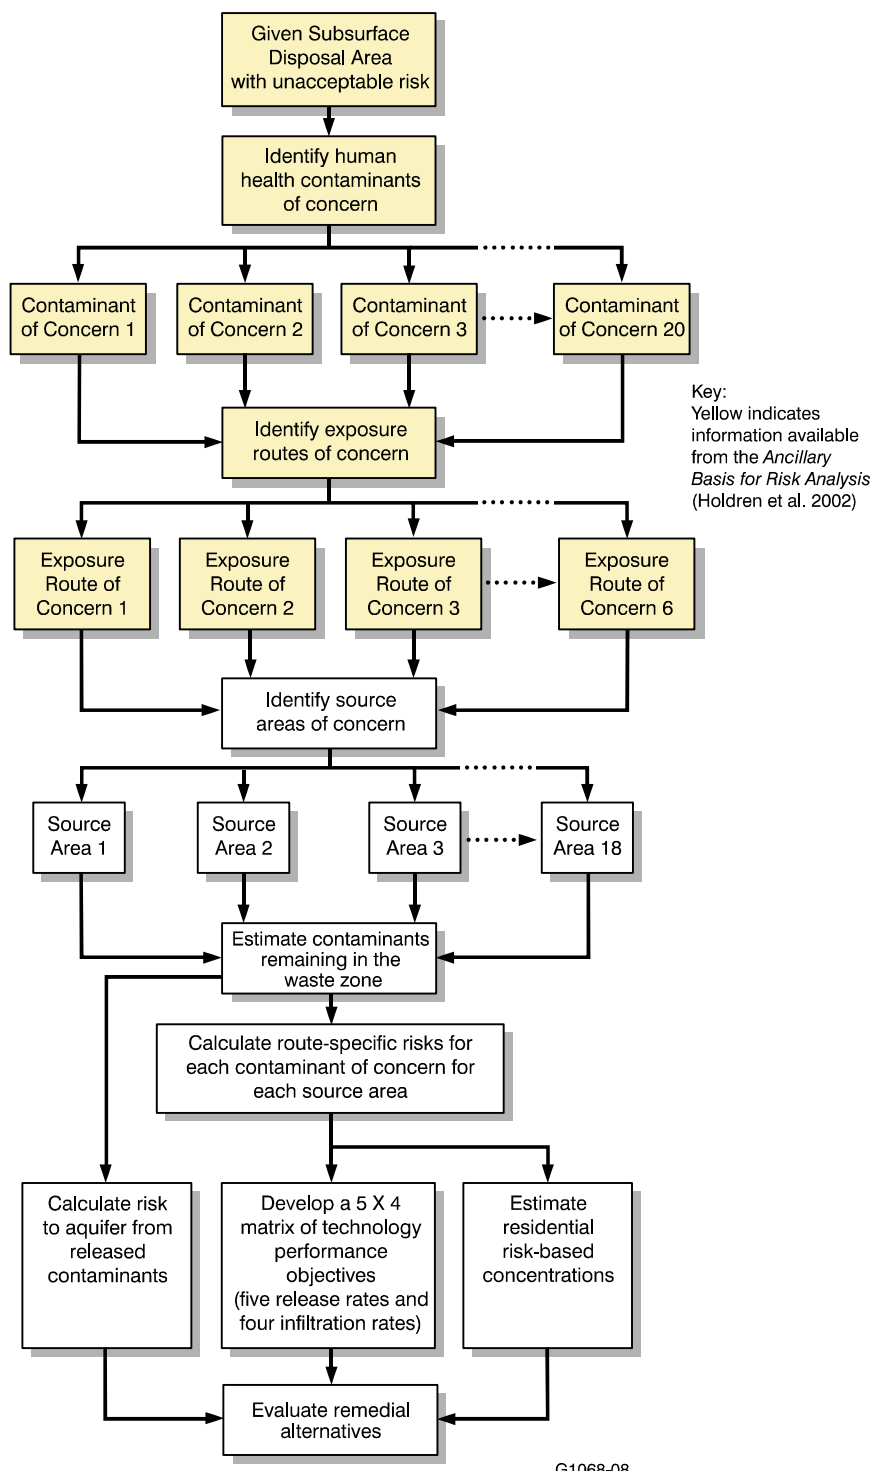 Given Subsurface
Disposal Area
with unacceptable risk
Identify human
health contaminants
of concern
Contaminant
of Concern 1
Contaminant
of Concern 2
Contaminant
of Concern 3
Contaminant
of Concern 20
Key:
Yellow indicates
information available
from the Ancillary
Basis for Risk Analysis
(Holdren et al. 2002)
Identify exposure
routes of concern
Exposure
Route of
Concern 1
Exposure
Route of
Concern 2
Exposure
Route of
Concern 3
Exposure
Route of
Concern 6
Identify source
areas of concern
Source
Area 1
Source
Area 2
Source
Area 3
Source
Area 18
Estimate contaminants
remaining in the
waste zone
Calculate route-specific risks for
each contaminant of concern for
each source area
Calculate risk
to aquifer from
released
contaminants
Develop a 5 X 4
matrix of technology
performance
objectives
(five release rates and
four infiltration rates)
Estimate
residential
risk-based
concentrations
Evaluate remedial
alternatives
G1068-08